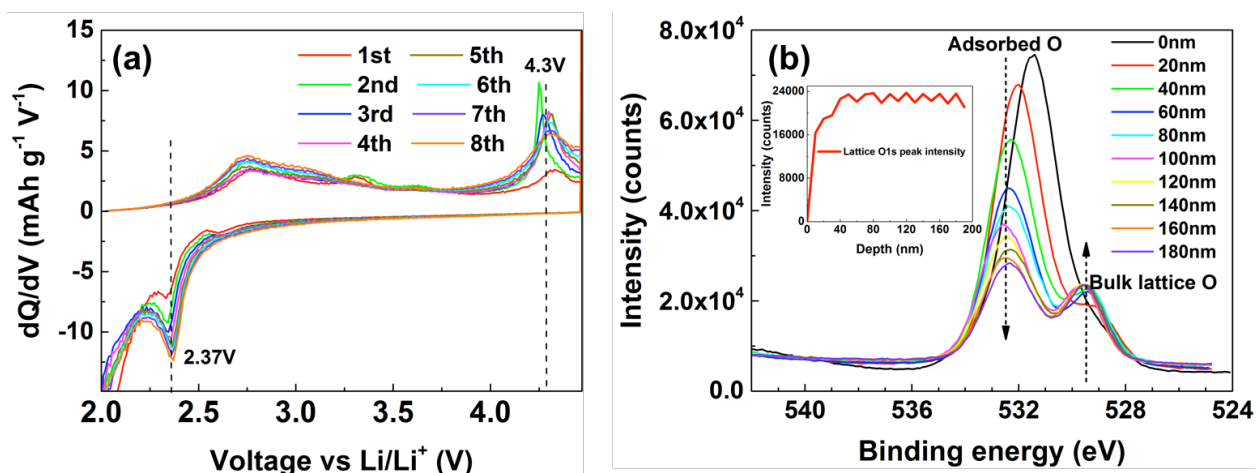 (a)
1st
2nd
3rd
4th
5th
6th
7th
8th
4.3V
2.37V
15
10
5
0
-5
-10
2.0 2.5 3.0 3.5 4.0
dQ/dV (mAh g⁻¹ V⁻¹)
Voltage vs Li/Li⁺ (V)
(b)
Adsorbed O
Bulk lattice O
0nm
20nm
40nm
60nm
80nm
100nm
120nm
140nm
160nm
180nm
24000
16000
8000
0
0 40 80 120 160 200
Intensity (counts)
Depth (nm)
Lattice O1s peak intensity
8.0x10⁴
6.0x10⁴
4.0x10⁴
2.0x10⁴
0.0
540 536 532 528 524
Intensity (counts)
Binding energy (eV)